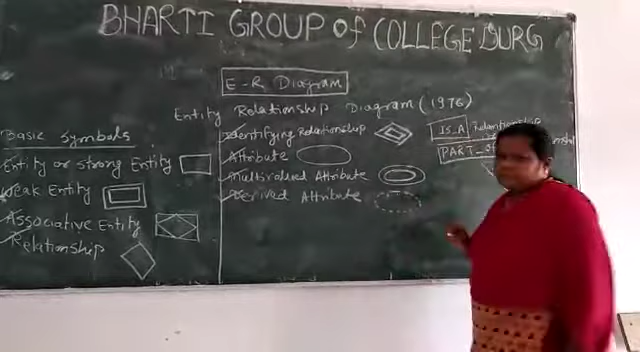 BHARTI GROUP of COLLEGE DURG
E-R Diagram
Entity Relationship Diagram (1976)
Basic Symbols
Entity or Strong Entity
Weak Entity
Associative Entity
Relationship
Identifying Relationship
Attribute
Multivalued Attribute
Derived Attribute
IS_A Relationship
PART_OF